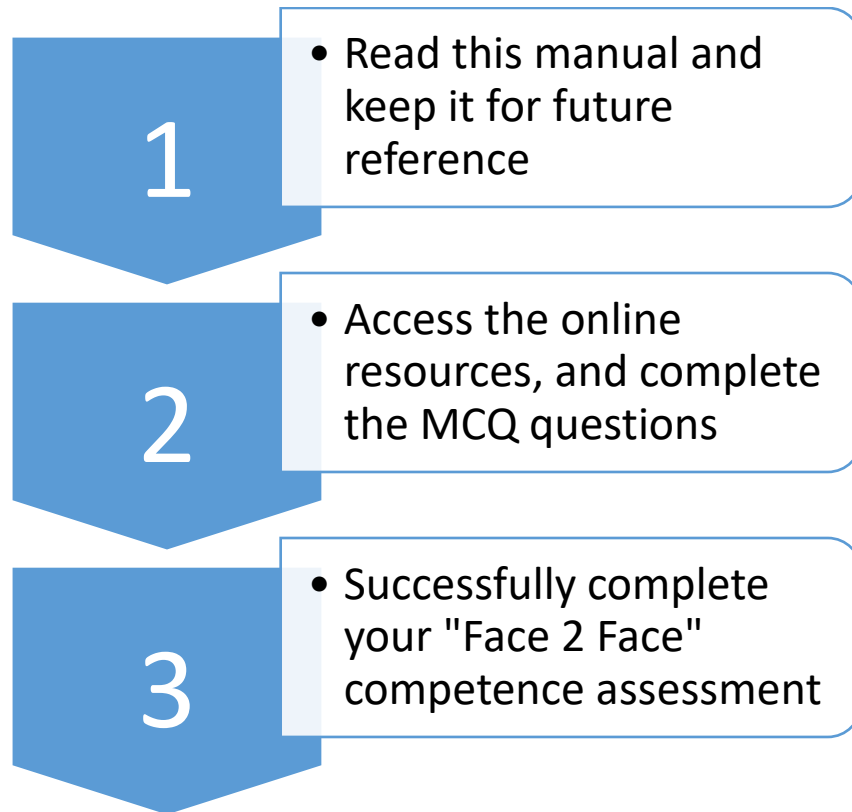 1
• Read this manual and
keep it for future
reference
2
• Access the online
resources, and complete
the MCQ questions
3
• Successfully complete
your "Face 2 Face"
competence assessment